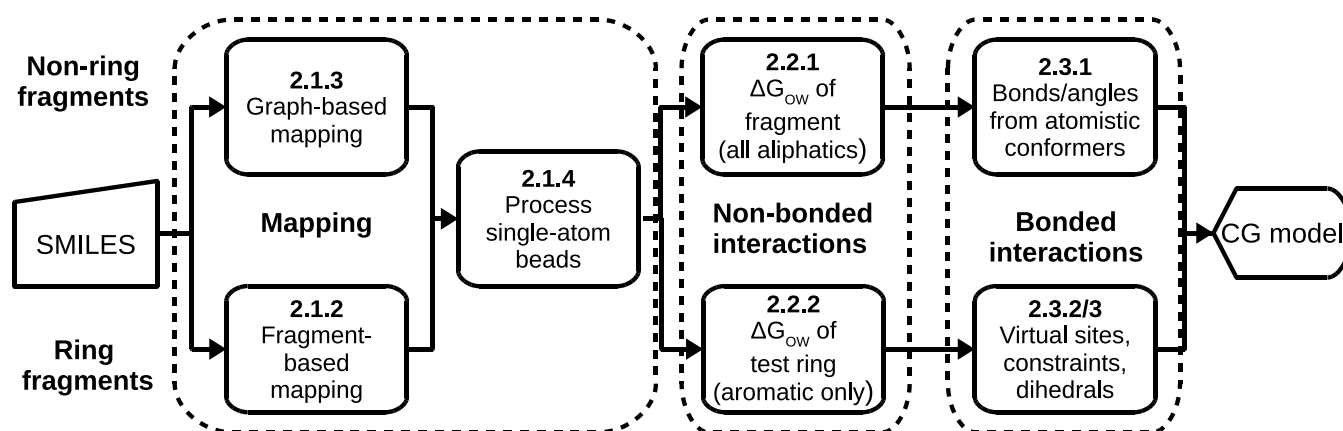 Non-ring
fragments
SMILES
Ring
fragments
2.1.3
Graph-based
mapping
Mapping
2.1.2
Fragment-
based
mapping
2.1.4
Process
single-atom
beads
2.2.1
ΔG_OW of
fragment
(all aliphatics)
Non-bonded
interactions
2.2.2
ΔG_OW of
test ring
(aromatic only)
2.3.1
Bonds/angles
from atomistic
conformers
Bonded
interactions
2.3.2/3
Virtual sites,
constraints,
dihedrals
CG model